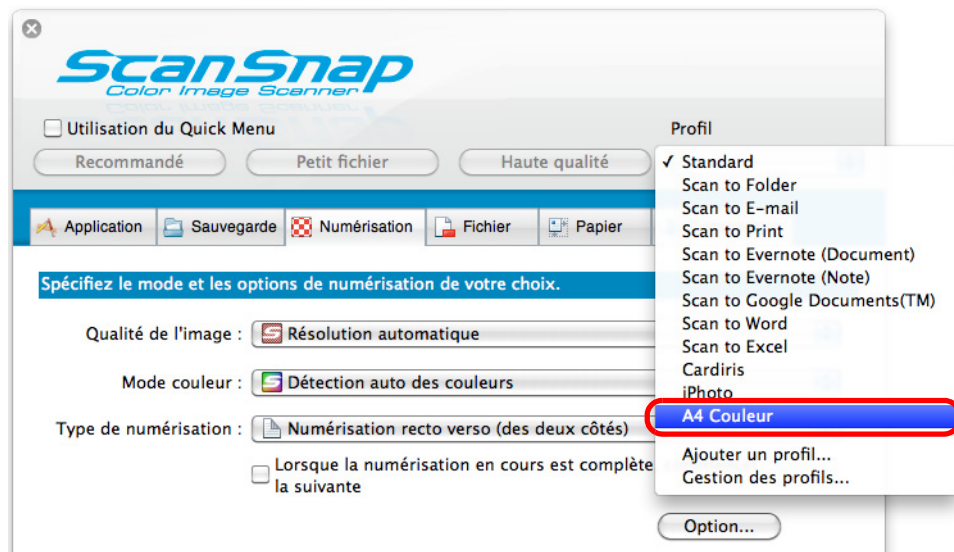 ScanSnap
Color Image Scanner
Utilisation du Quick Menu
Profil
Recommandé
Petit fichier
Haute qualité
✓ Standard
Scan to Folder
Scan to E-mail
Scan to Print
Scan to Evernote (Document)
Scan to Evernote (Note)
Scan to Google Documents(TM)
Scan to Word
Scan to Excel
Cardiris
iPhoto
A4 Couleur
Ajouter un profil...
Gestion des profils...
Application
Sauvegarde
Numérisation
Fichier
Papier
Spécifiez le mode et les options de numérisation de votre choix.
Qualité de l'image :
Résolution automatique
Mode couleur :
Détection auto des couleurs
Type de numérisation :
Numérisation recto verso (des deux côtés)
Lorsque la numérisation en cours est complète
la suivante
Option...